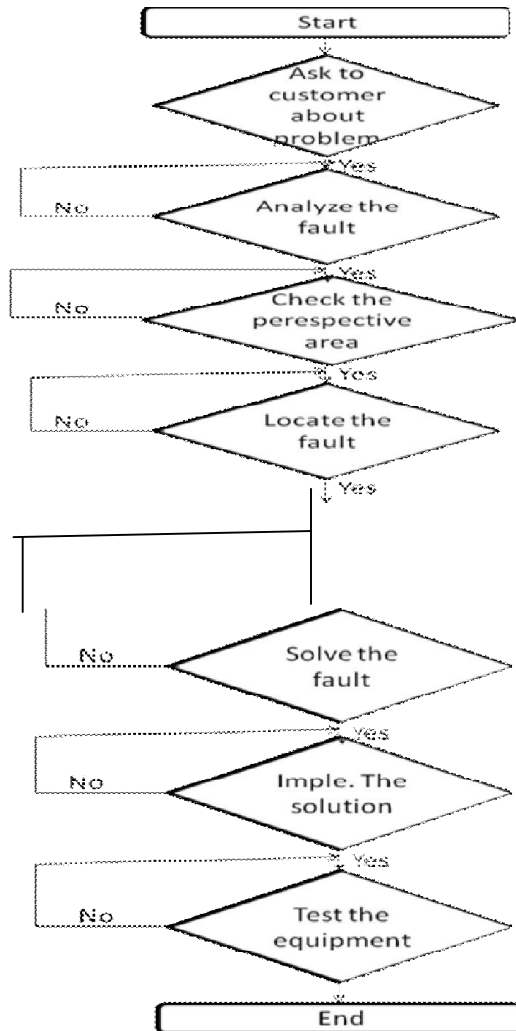 Start
Ask to
customer
about
problem
Yes
No
Analyze the
fault
Yes
No
Check the
perespective
area
Yes
No
Locate the
fault
Yes
No
Solve the
fault
Yes
No
Imple. The
solution
Yes
No
Test the
equipment
End